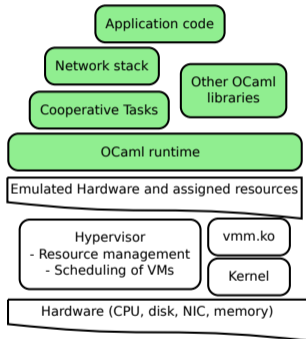 Application code
Network stack
Other OCaml
libraries
Cooperative Tasks
OCaml runtime
Emulated Hardware and assigned resources
Hypervisor
- Resource management
- Scheduling of VMs
vmm.ko
Kernel
Hardware (CPU, disk, NIC, memory)